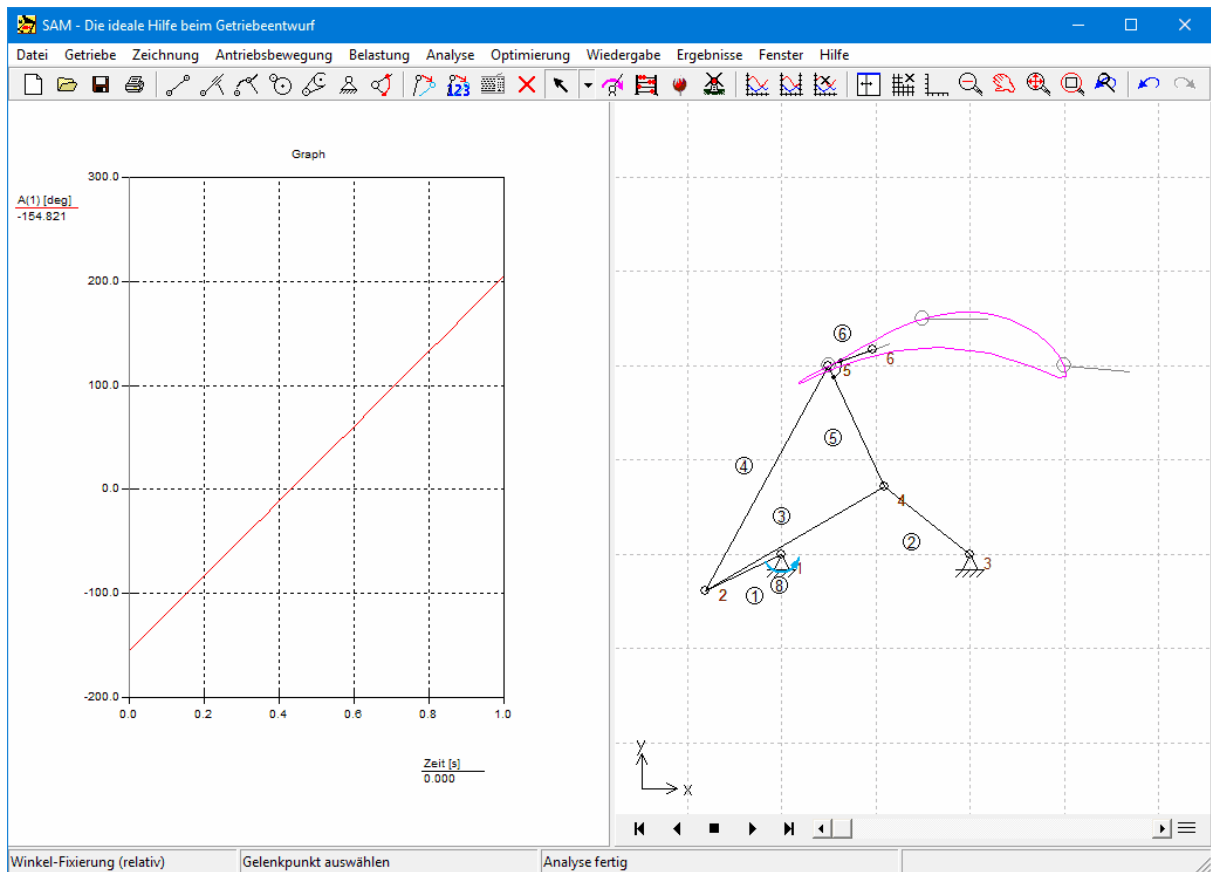 SAM - Die ideale Hilfe beim Getriebeentwurf
Datei Getriebe Zeichnung Antriebsbewegung Belastung Analyse Optimierung Wiedergabe Ergebnisse Fenster Hilfe
123
Graph
A(1) [deg]
-154.821
300.0
200.0
100.0
0.0
-100.0
-200.0
0.0 0.2 0.4 0.6 0.8 1.0
Zeit [s]
0.000
6
6
5
5
4
4
3
2
3
1
8
1
2
y
x
Winkel-Fixierung (relativ) Gelenkpunkt auswählen Analyse fertig